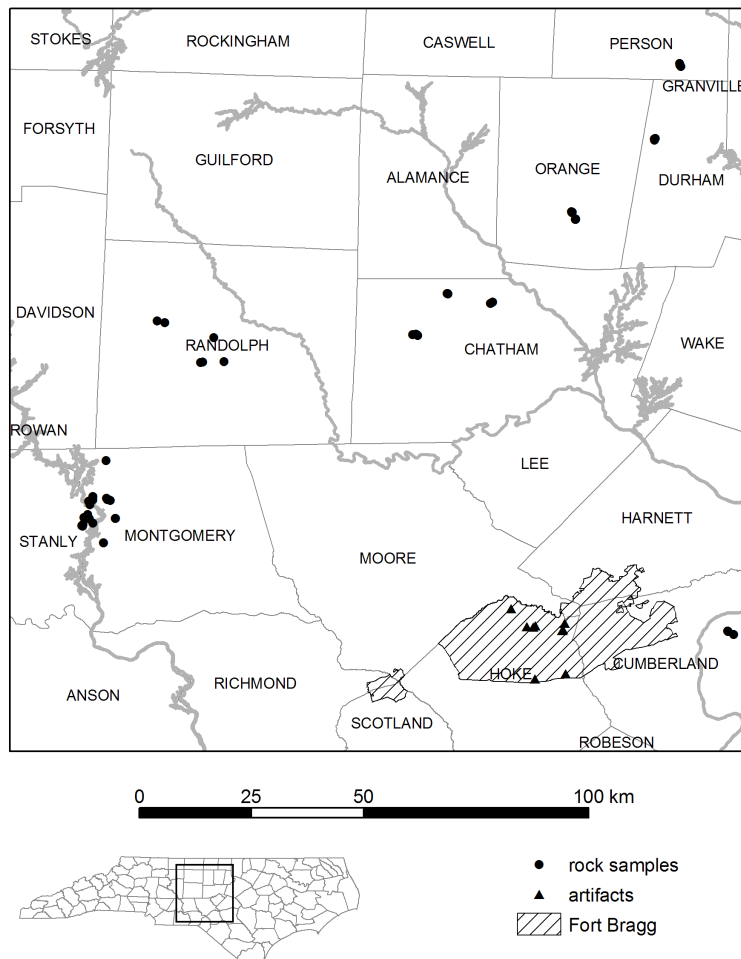 STOKES
ROCKINGHAM
CASWELL
PERSON
GRANVILLE
FORSYTH
GUILFORD
ALAMANCE
ORANGE
DURHAM
DAVIDSON
RANDOLPH
CHATHAM
WAKE
ROWAN
LEE
HARNETT
STANLY
MONTGOMERY
MOORE
HOKE
CUMBERLAND
ANSON
RICHMOND
SCOTLAND
ROBESON
0 25 50 100 km
rock samples
artifacts
Fort Bragg